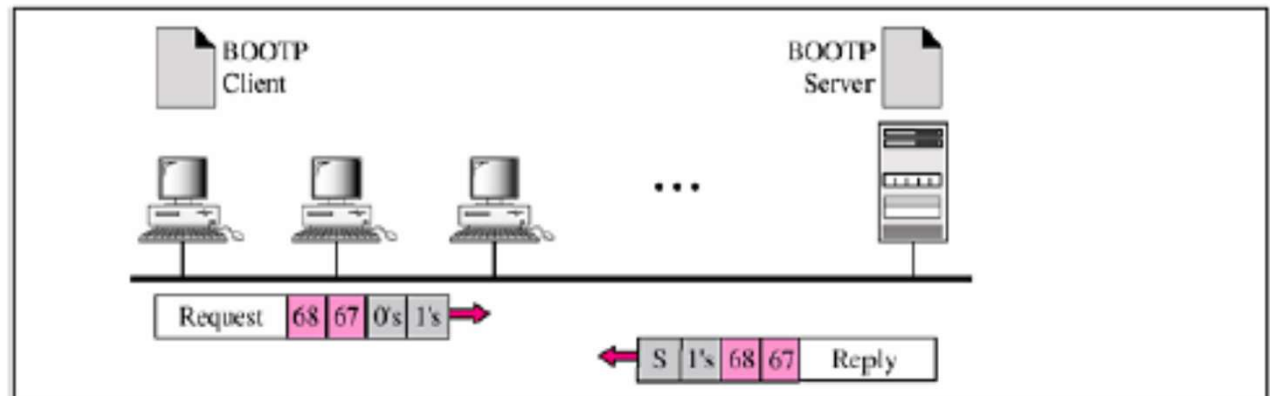 BOOTP
Client
BOOTP
Server
...
Request 68 67 0's 1's
S 1's 68 67 Reply